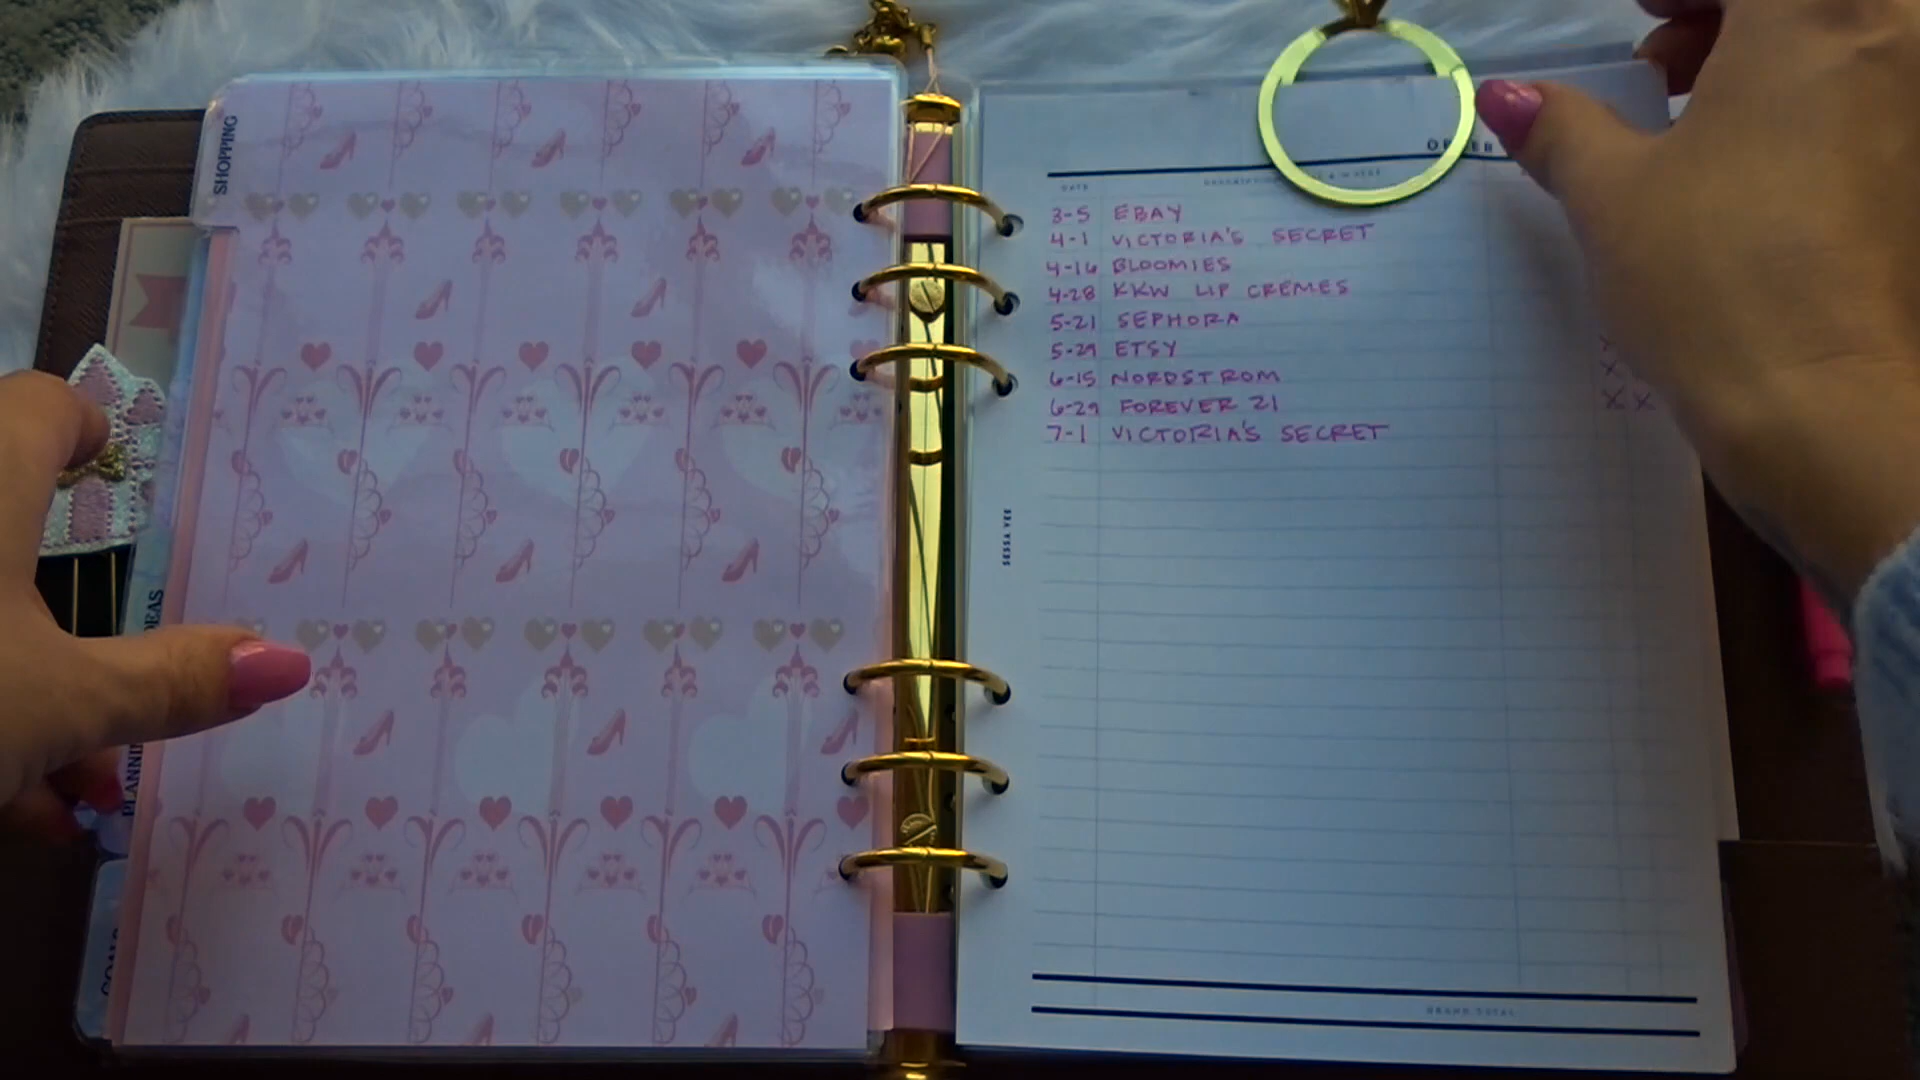 SHOPPING
DATE
3-5 EBAY
4-1 VICTORIA'S SECRET
4-16 BLOOMIES
4-28 KKW LIP CREMES
5-21 SEPHORA
5-29 ETSY
6-15 NORDSTROM
6-29 FOREVER 21 X X
7-1 VICTORIA'S SECRET
SESSA VEE
GRAND TOTAL